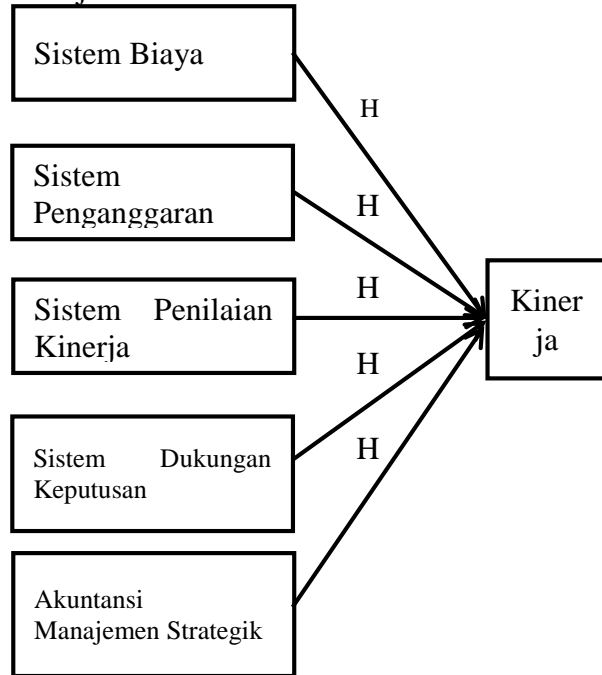 Sistem Biaya
H
Sistem
Penganggaran
H
Sistem Penilaian
Kinerja
H
Kiner
ja
H
Sistem Dukungan
Keputusan
H
Akuntansi
Manajemen Strategik